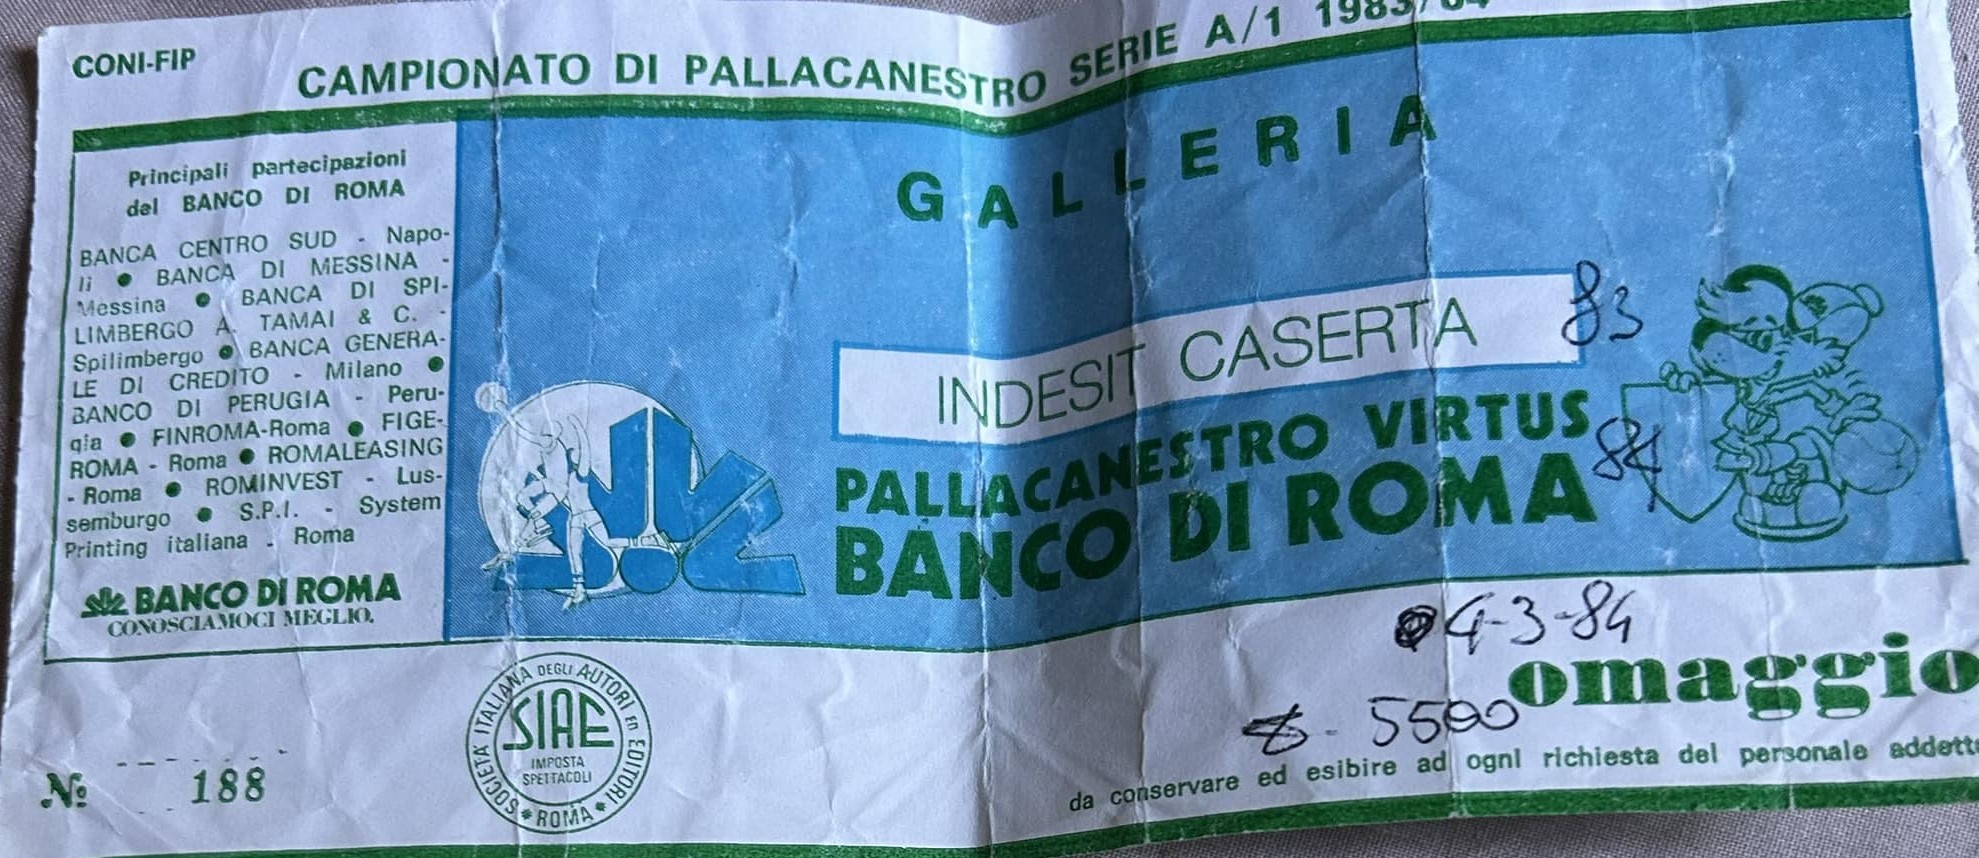 CONI-FIP
CAMPIONATO DI PALLACANESTRO SERIE A/1 1983/84
Principali partecipazioni
del BANCO DI ROMA
BANCA CENTRO SUD - Napo-
li ● BANCA DI MESSINA -
Messina ● BANCA DI SPI-
LIMBERGO A. TAMAI & C. -
Spilimbergo ● BANCA GENERA-
LE DI CREDITO - Milano ●
BANCO DI PERUGIA - Peru-
gia ● FINROMA-Roma ● FIGE-
ROMA - Roma ● ROMALEASING
- Roma ● ROMINVEST - Lus-
semburgo ● S.P.I. - System
Printing italiana - Roma
BANCO DI ROMA
CONOSCIAMOCI MEGLIO.
GALLERIA
INDESIT CASERTA
83
PALLACANESTRO VIRTUS
84
BANCO DI ROMA
4-3-84
omaggio
5500
da conservare ed esibire ad ogni richiesta del personale addett
№ 188
SOCIETÀ ITALIANA DEGLI AUTORI ED EDITORI
SIAE
IMPOSTA
SPETTACOLI
* ROMA *